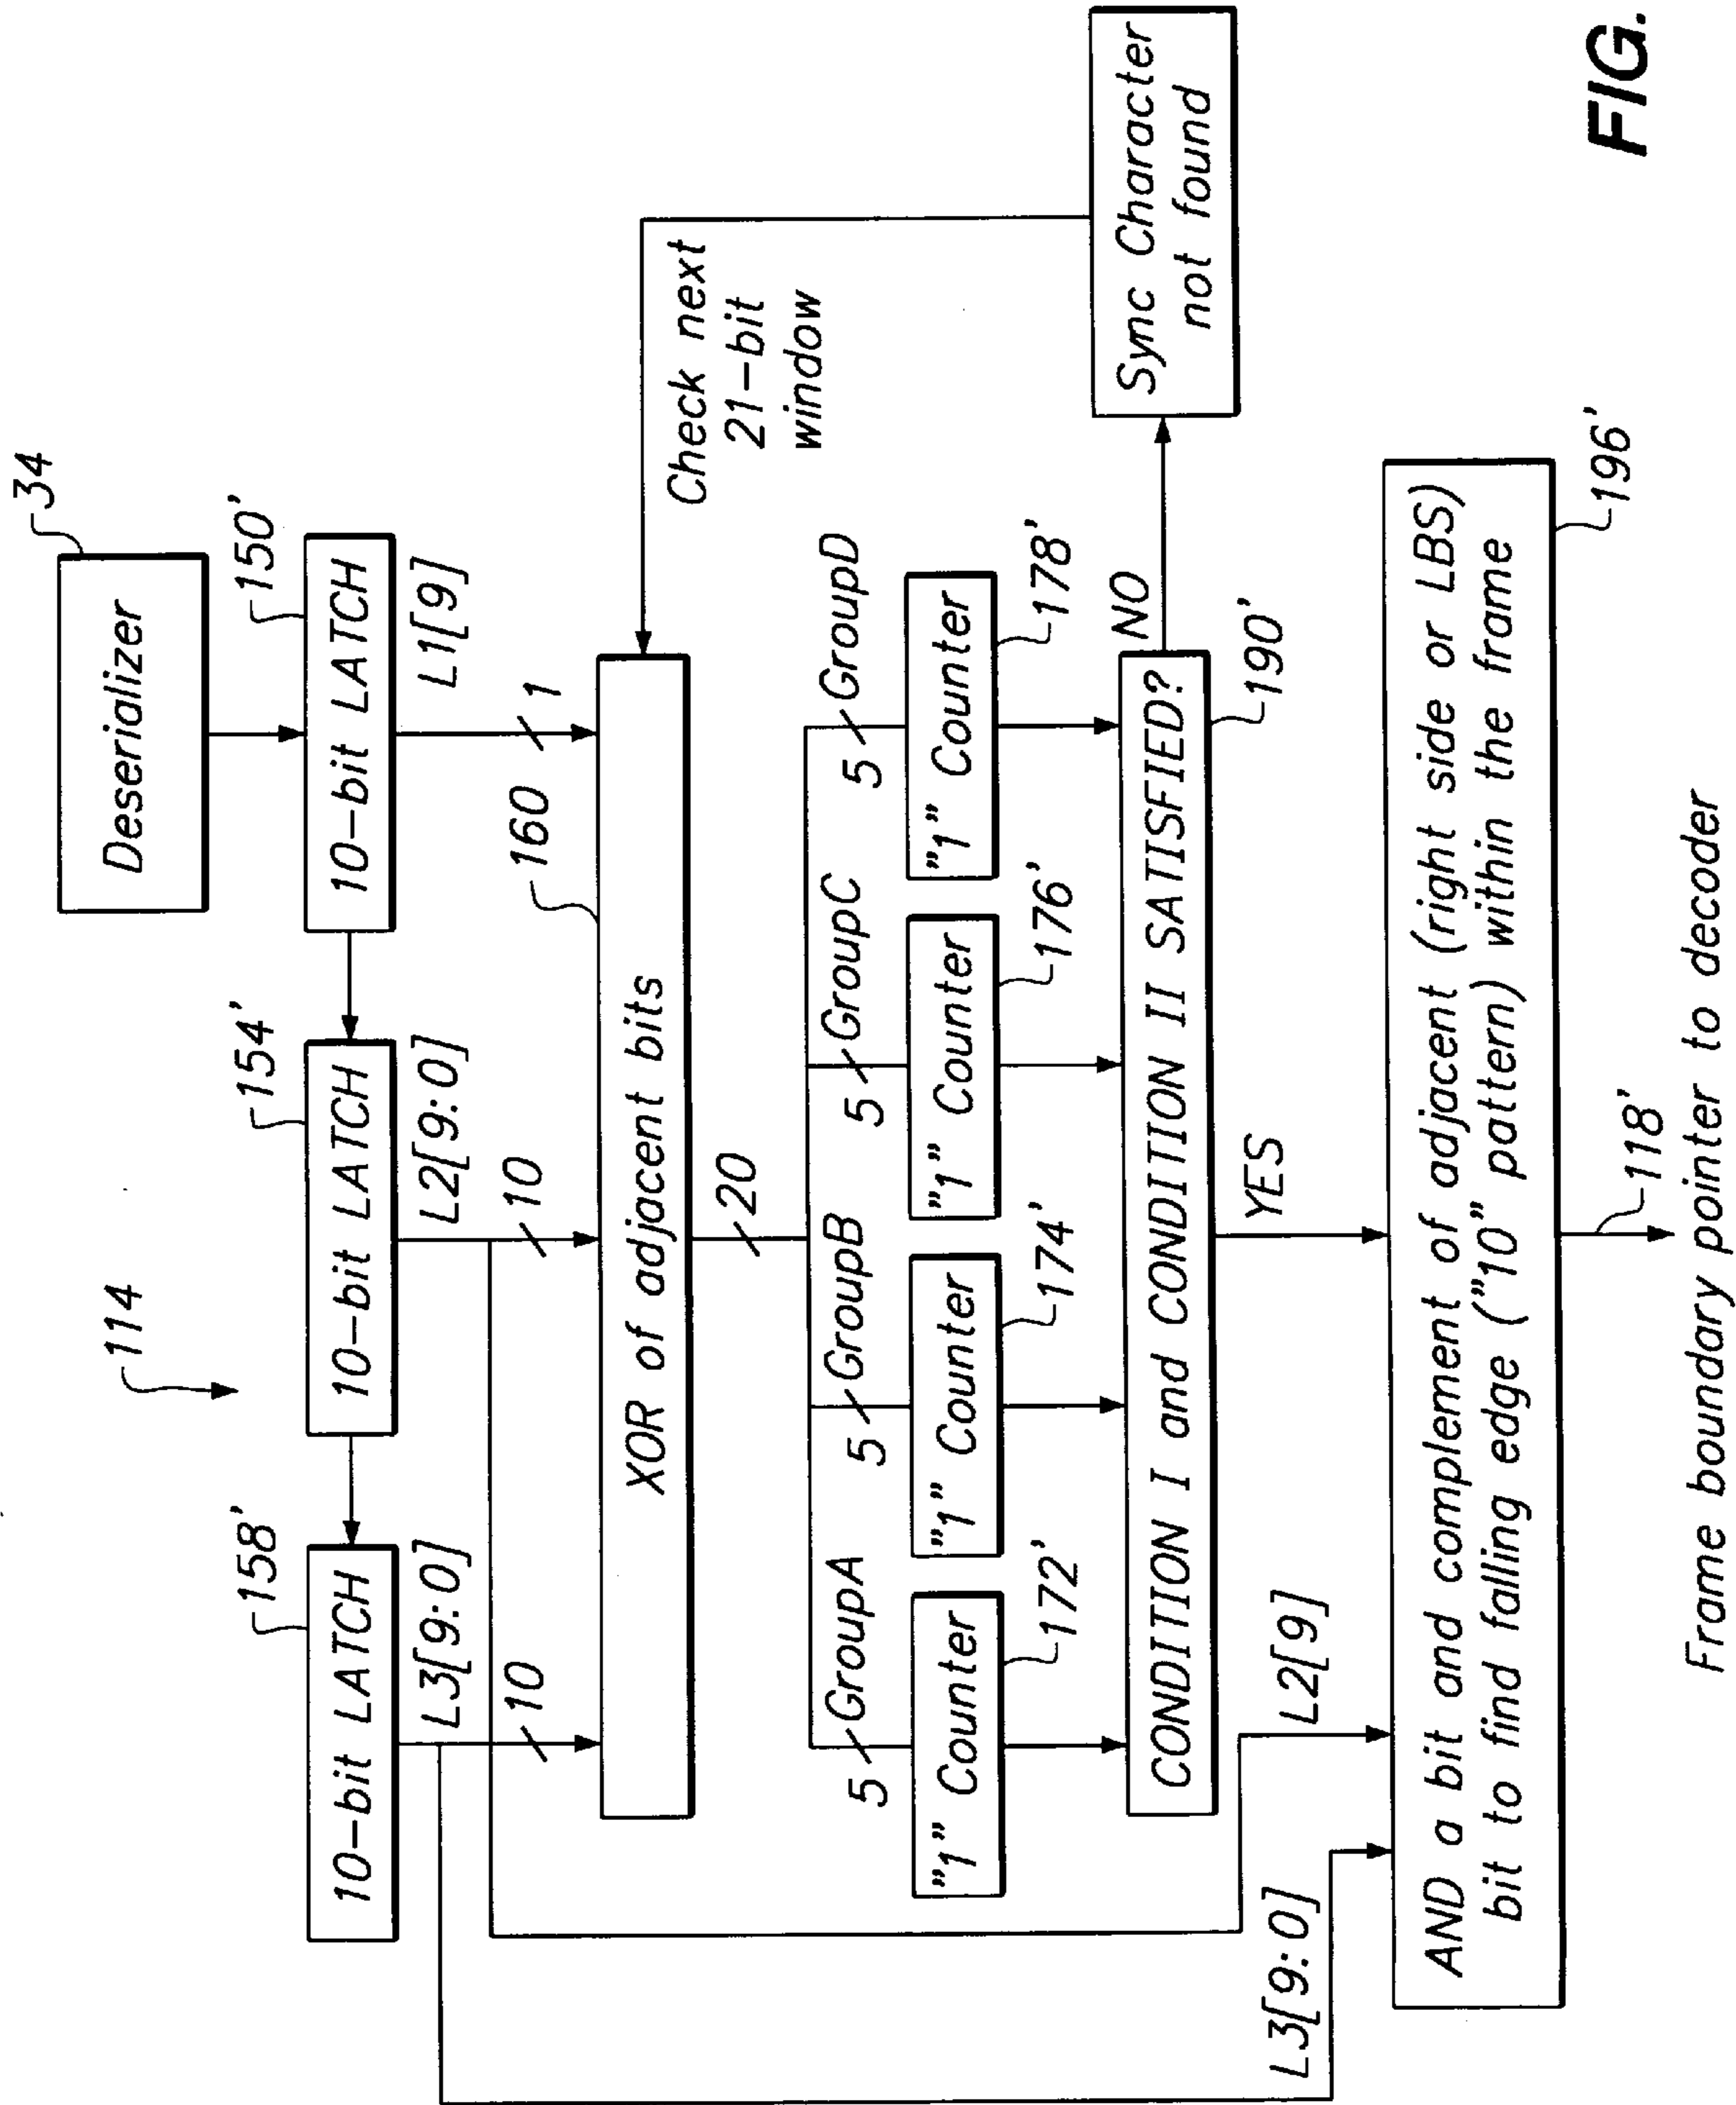 114
34
Deserializer
158'
154'
150'
10-bit LATCH
10-bit LATCH
10-bit LATCH
L3[9:0]
L2[9:0]
L1[9]
10
10
1
160
XOR of adjacent bits
Check next
21-bit
window
20
5 GroupA
5 GroupB
5 GroupC
5 GroupD
"1" Counter
"1" Counter
"1" Counter
"1" Counter
172'
174'
176'
178'
CONDITION I and CONDITION II SATISFIED?
NO
Sync Character
not found
190'
YES
L3[9:0]
L2[9]
AND a bit and complement of adjacent (right side or LBS)
bit to find falling edge ("10" pattern) within the frame
196'
118'
Frame boundary pointer to decoder
FIG.